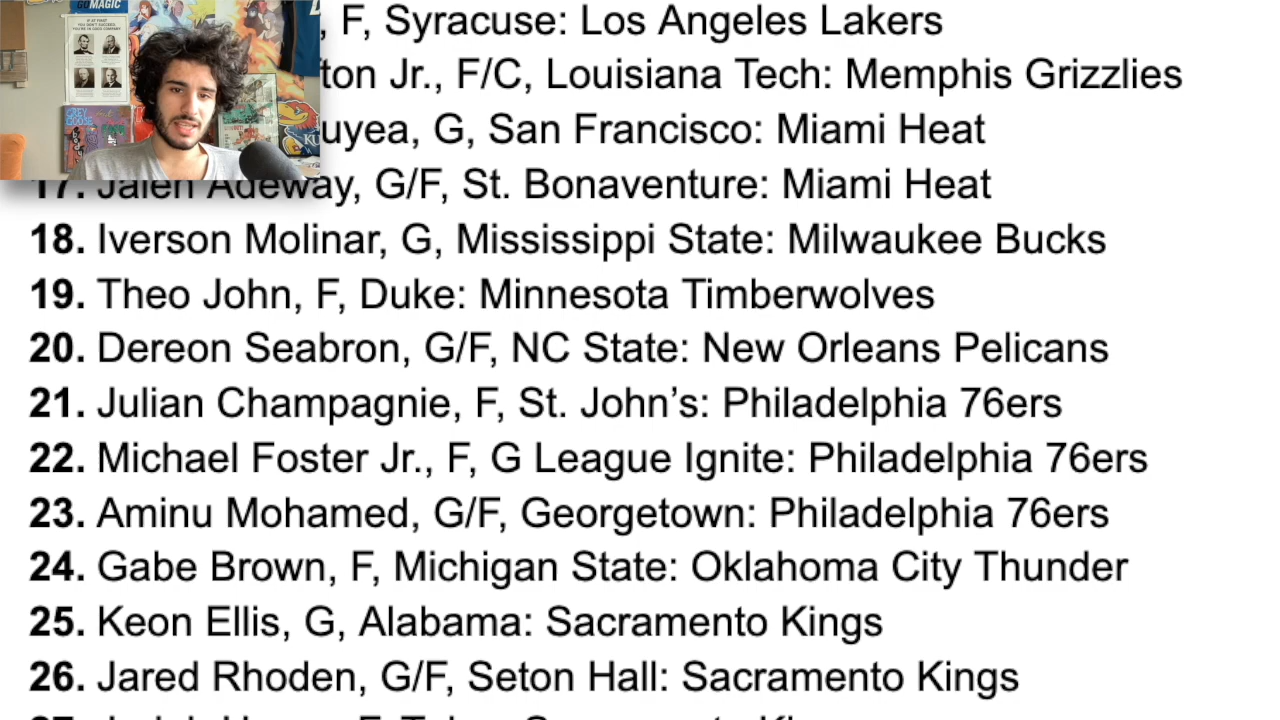 MAGIC
, F, Syracuse: Los Angeles Lakers
ton Jr., F/C, Louisiana Tech: Memphis Grizzlies
uyea, G, San Francisco: Miami Heat
17. Jalen Adeway, G/F, St. Bonaventure: Miami Heat
18. Iverson Molinar, G, Mississippi State: Milwaukee Bucks
19. Theo John, F, Duke: Minnesota Timberwolves
20. Dereon Seabron, G/F, NC State: New Orleans Pelicans
21. Julian Champagnie, F, St. John’s: Philadelphia 76ers
22. Michael Foster Jr., F, G League Ignite: Philadelphia 76ers
23. Aminu Mohamed, G/F, Georgetown: Philadelphia 76ers
24. Gabe Brown, F, Michigan State: Oklahoma City Thunder
25. Keon Ellis, G, Alabama: Sacramento Kings
26. Jared Rhoden, G/F, Seton Hall: Sacramento Kings